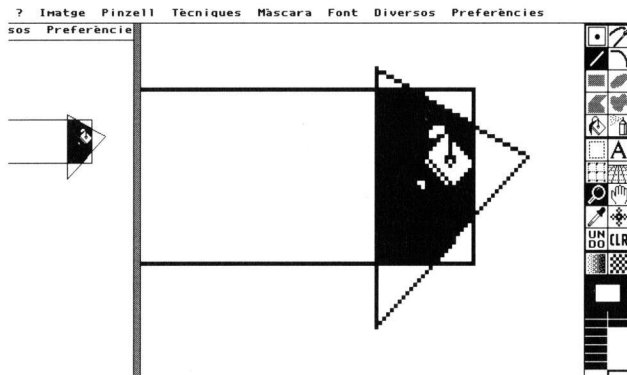 ? Imatge Pinzell Tècniques Màscara Font Diversos Preferències
sos Preferèncie
A
UN
DO CLR